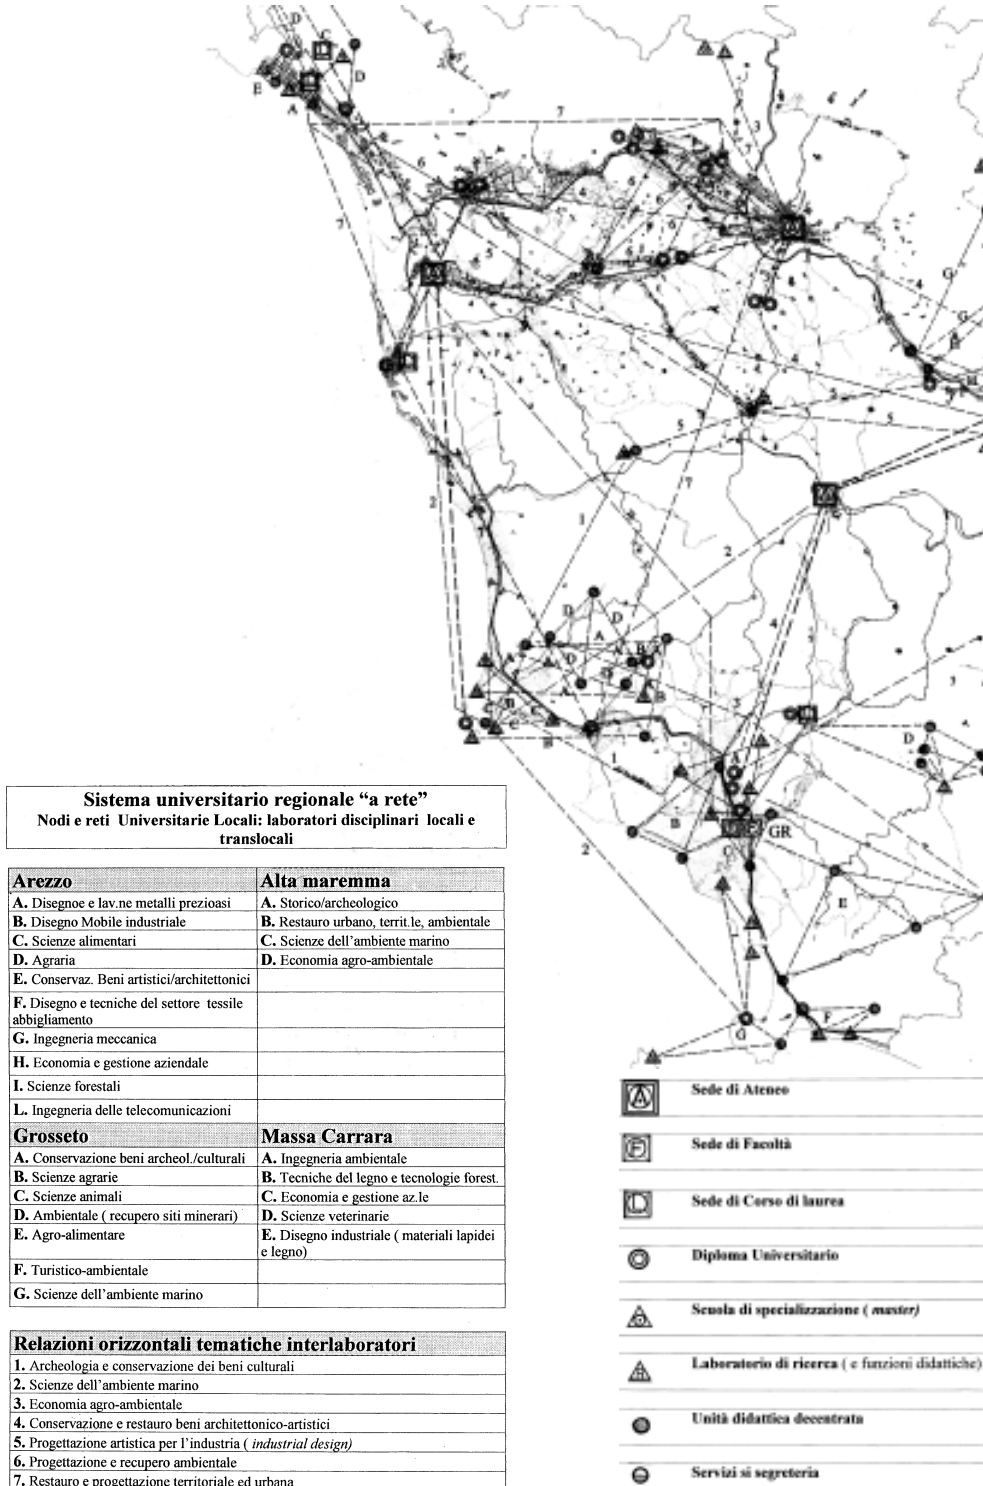 Sistema universitario regionale “a rete”
Nodi e reti Universitarie Locali: laboratori disciplinari locali e
translocali
Arezzo
Alta maremma
A. Disegnoe e lav.ne metalli prezioasi
A. Storico/archeologico
B. Disegno Mobile industriale
B. Restauro urbano, territ.le, ambientale
C. Scienze alimentari
C. Scienze dell’ambiente marino
D. Agraria
D. Economia agro-ambientale
E. Conservaz. Beni artistici/architettonici
F. Disegno e tecniche del settore tessile
abbigliamento
G. Ingegneria meccanica
H. Economia e gestione aziendale
I. Scienze forestali
L. Ingegneria delle telecomunicazioni
Grosseto
Massa Carrara
A. Conservazione beni archeol./culturali
A. Ingegneria ambientale
B. Scienze agrarie
B. Tecniche del legno e tecnologie forest.
C. Scienze animali
C. Economia e gestione az.le
D. Ambientale ( recupero siti minerari)
D. Scienze veterinarie
E. Agro-alimentare
E. Disegno industriale ( materiali lapidei
e legno)
F. Turistico-ambientale
G. Scienze dell’ambiente marino
Relazioni orizzontali tematiche interlaboratori
1. Archeologia e conservazione dei beni culturali
2. Scienze dell’ambiente marino
3. Economia agro-ambientale
4. Conservazione e restauro beni architettonico-artistici
5. Progettazione artistica per l’industria ( industrial design)
6. Progettazione e recupero ambientale
7. Restauro e progettazione territoriale ed urbana
GR
Sede di Ateneo
Sede di Facoltà
Sede di Corso di laurea
Diploma Universitario
Scuola di specializzazione ( master)
Laboratorio di ricerca ( e funzioni didattiche)
Unità didattica decentrata
Servizi si segreteria